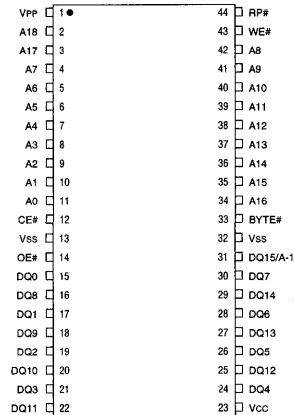 VPP 1 44 RP#
A18 2 43 WE#
A17 3 42 A8
A7 4 41 A9
A6 5 40 A10
A5 6 39 A11
A4 7 38 A12
A3 8 37 A13
A2 9 36 A14
A1 10 35 A15
A0 11 34 A16
CE# 12 33 BYTE#
Vss 13 32 Vss
OE# 14 31 DQ15/A-1
DQ0 15 30 DQ7
DQ8 16 29 DQ14
DQ1 17 28 DQ6
DQ9 18 27 DQ13
DQ2 19 26 DQ5
DQ10 20 25 DQ12
DQ3 21 24 DQ4
DQ11 22 23 Vcc